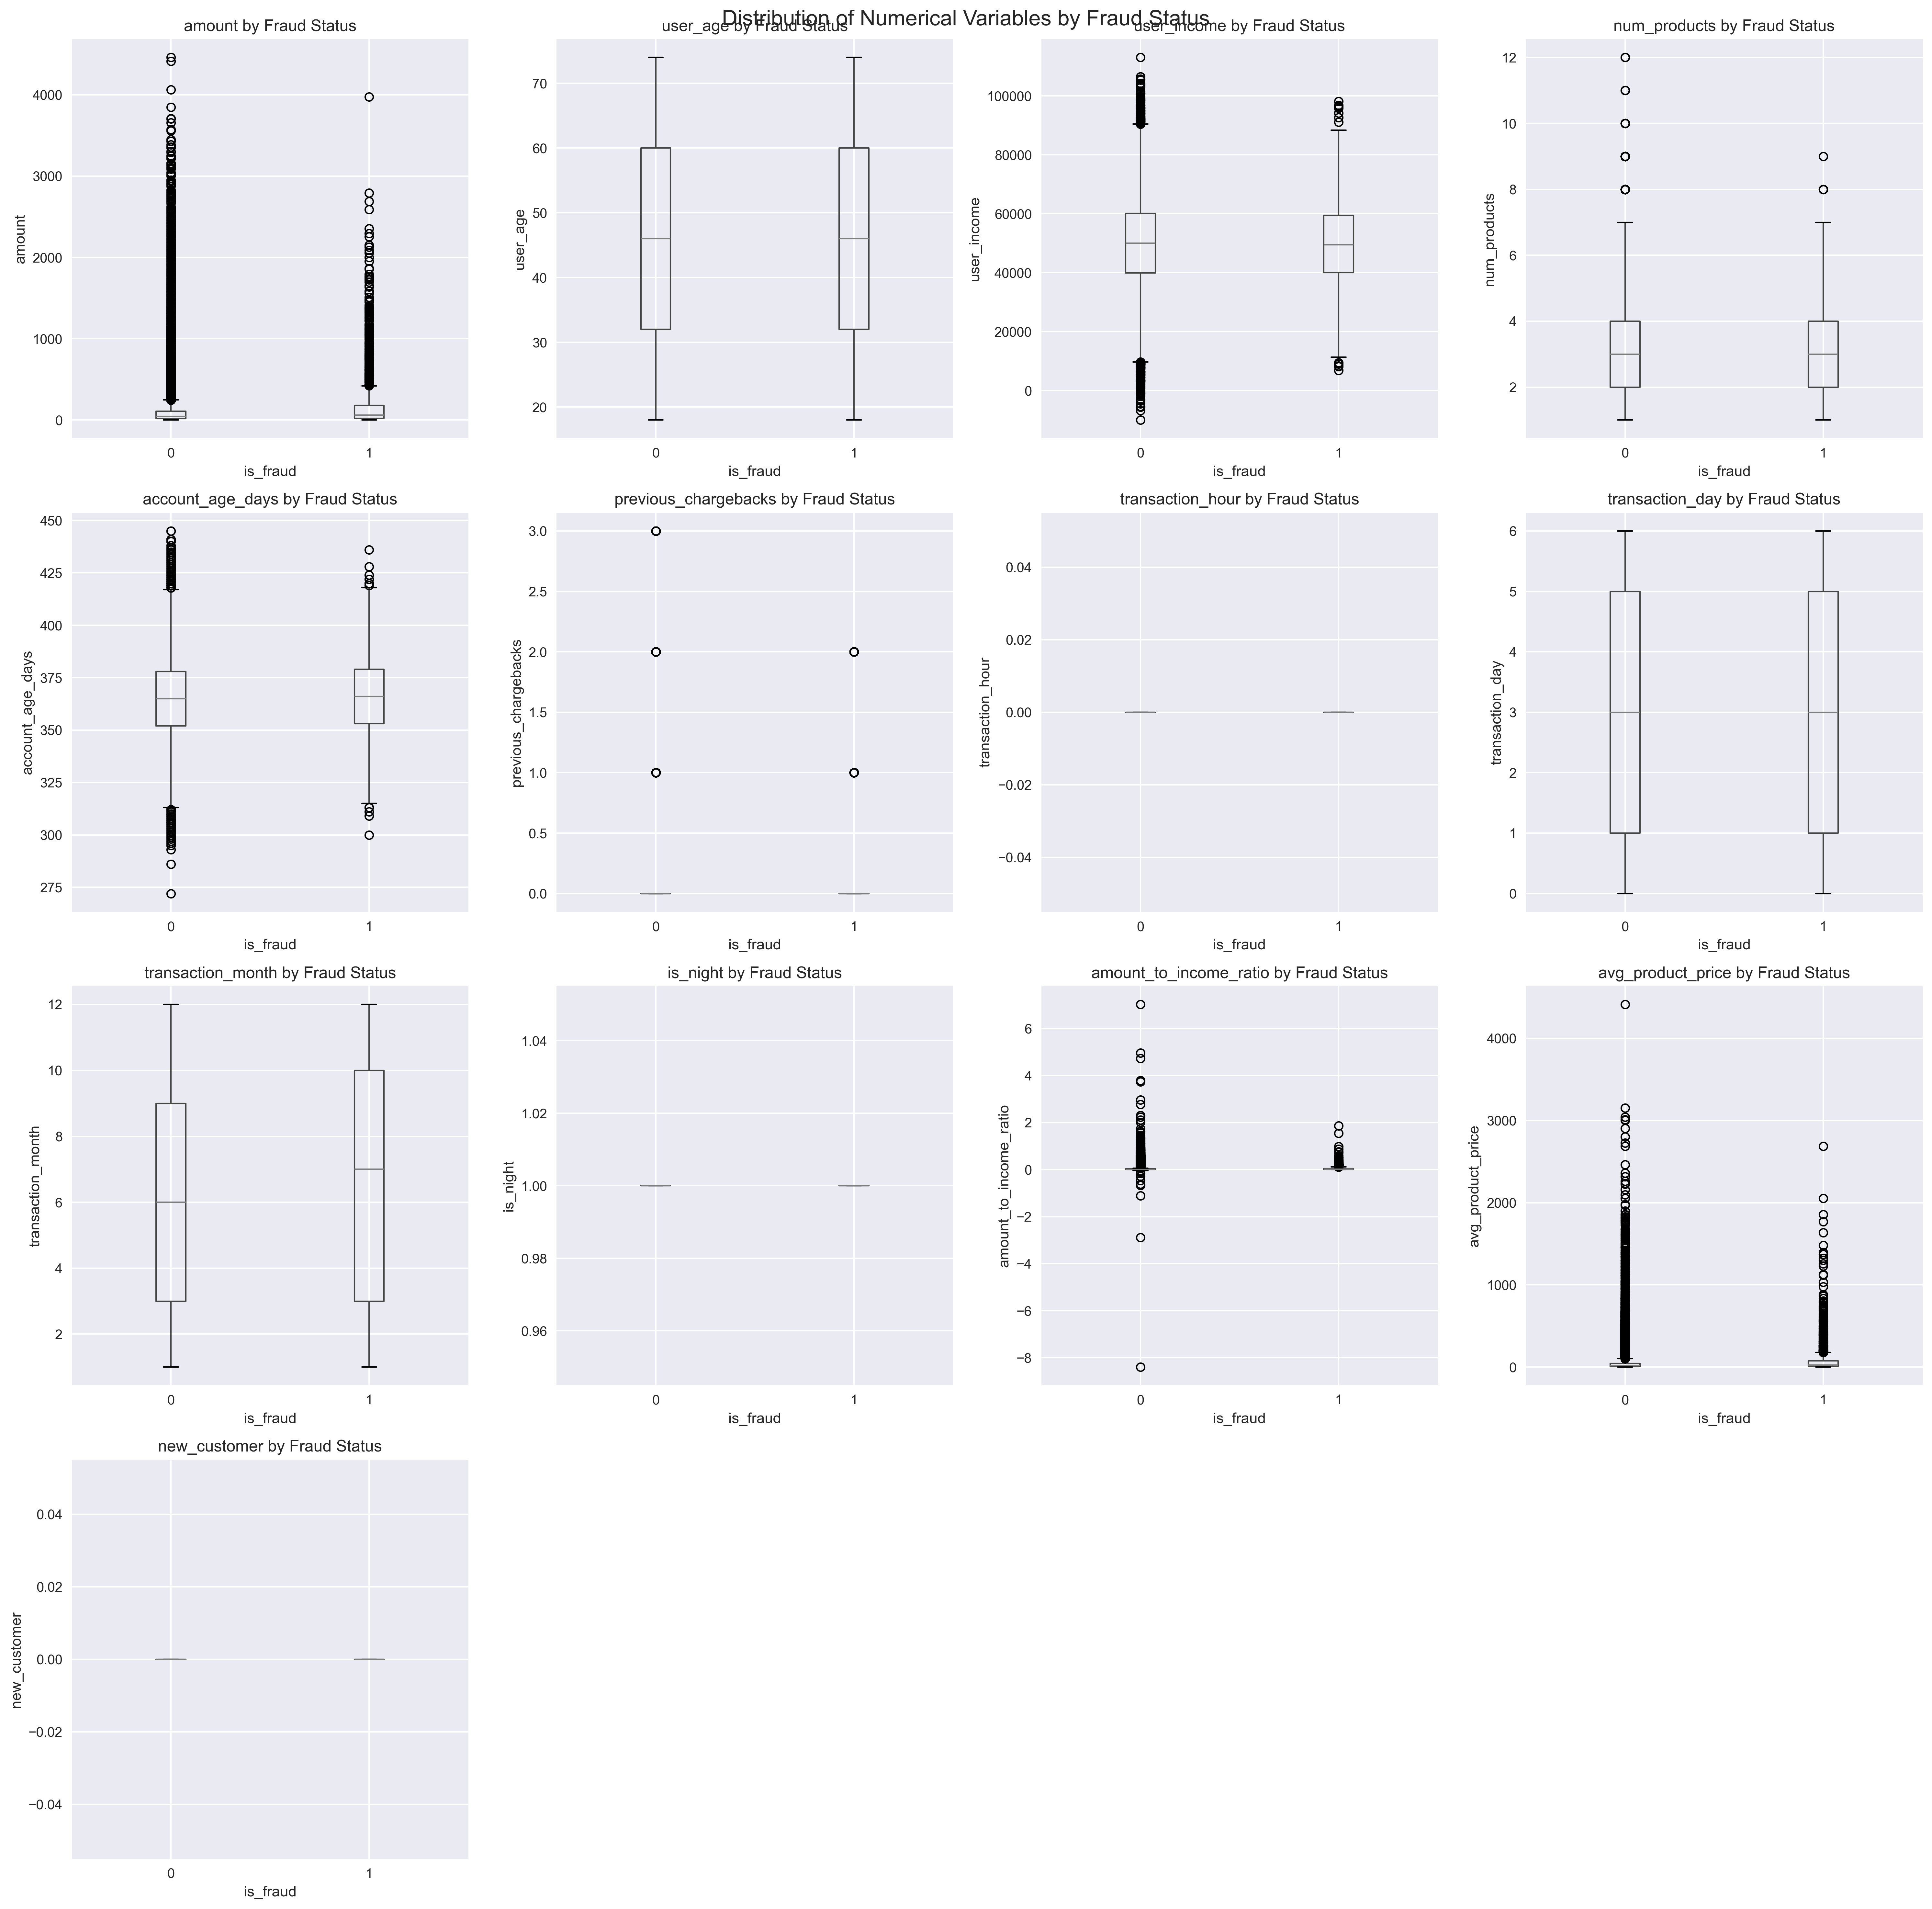 Distribution of Numerical Variables by Fraud Status
amount by Fraud Status
amount
4000
3000
2000
1000
0
0 1
is_fraud
user_age by Fraud Status
user_age
70
60
50
40
30
20
0 1
is_fraud
user_income by Fraud Status
user_income
100000
80000
60000
40000
20000
0
0 1
is_fraud
num_products by Fraud Status
num_products
12
10
8
6
4
2
0 1
is_fraud
account_age_days by Fraud Status
account_age_days
450
425
400
375
350
325
300
275
0 1
is_fraud
previous_chargebacks by Fraud Status
previous_chargebacks
3.0
2.5
2.0
1.5
1.0
0.5
0.0
0 1
is_fraud
transaction_hour by Fraud Status
transaction_hour
0.04
0.02
0.00
−0.02
−0.04
0 1
is_fraud
transaction_day by Fraud Status
transaction_day
6
5
4
3
2
1
0
0 1
is_fraud
transaction_month by Fraud Status
transaction_month
12
10
8
6
4
2
0 1
is_fraud
is_night by Fraud Status
is_night
1.04
1.02
1.00
0.98
0.96
0 1
is_fraud
amount_to_income_ratio by Fraud Status
amount_to_income_ratio
6
4
2
0
−2
−4
−6
−8
0 1
is_fraud
avg_product_price by Fraud Status
avg_product_price
4000
3000
2000
1000
0
0 1
is_fraud
new_customer by Fraud Status
new_customer
0.04
0.02
0.00
−0.02
−0.04
0 1
is_fraud